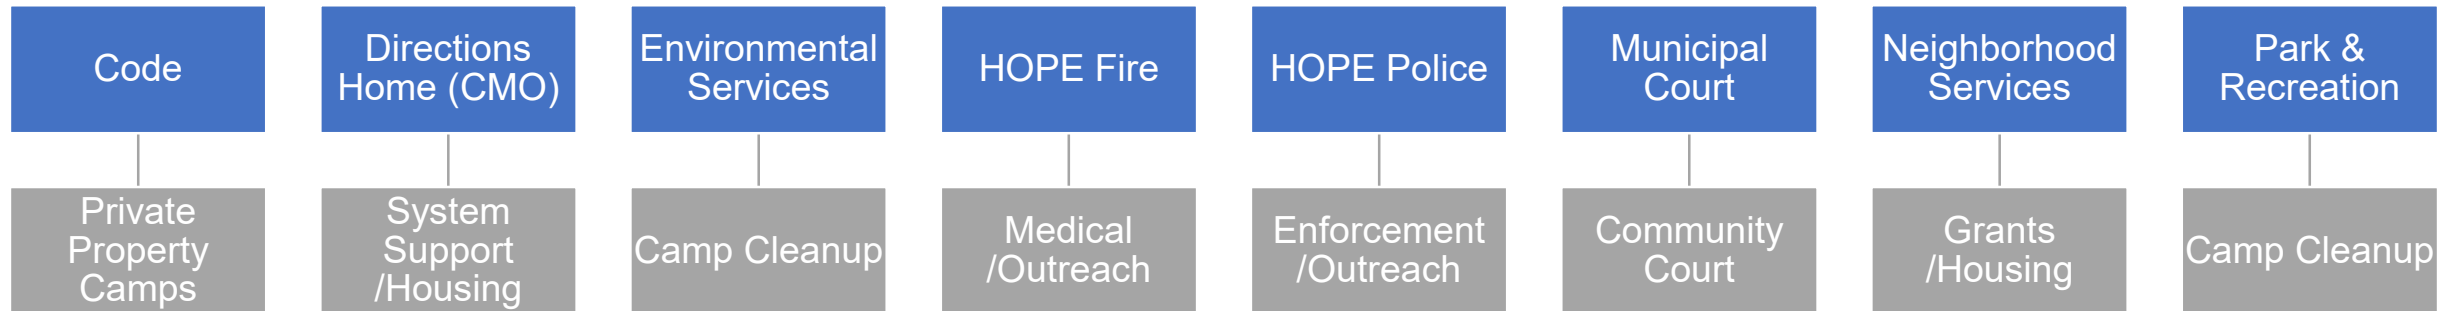 Code
Directions
Home (CMO)
Environmental
Services
HOPE Fire
HOPE Police
Municipal
Court
Neighborhood
Services
Park &
Recreation
Private
Property
Camps
System
Support
/Housing
Camp Cleanup
Medical
/Outreach
Enforcement
/Outreach
Community
Court
Grants
/Housing
Camp Cleanup